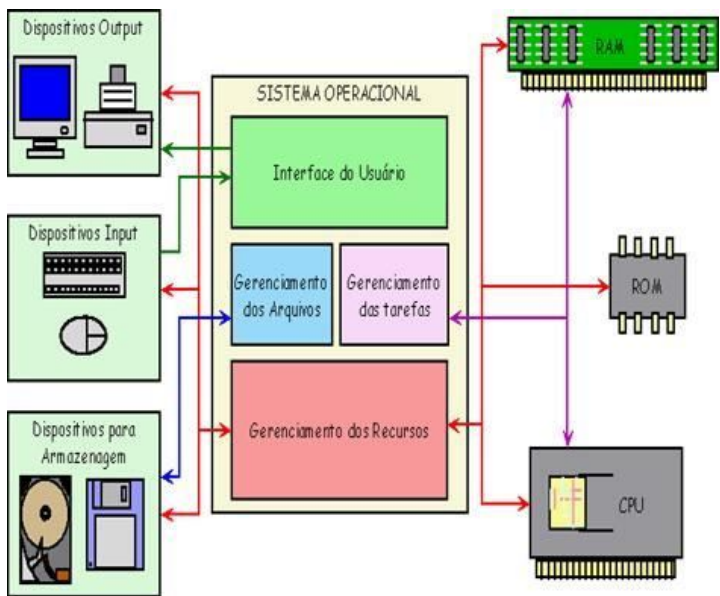 Dispositivos Output
SISTEMA OPERACIONAL
Interface do Usuário
Dispositivos Input
Gerenciamento
dos Arquivos
Gerenciamento
das tarefas
Dispositivos para
Armazenagem
Gerenciamento dos Recursos
RAM
ROM
CPU